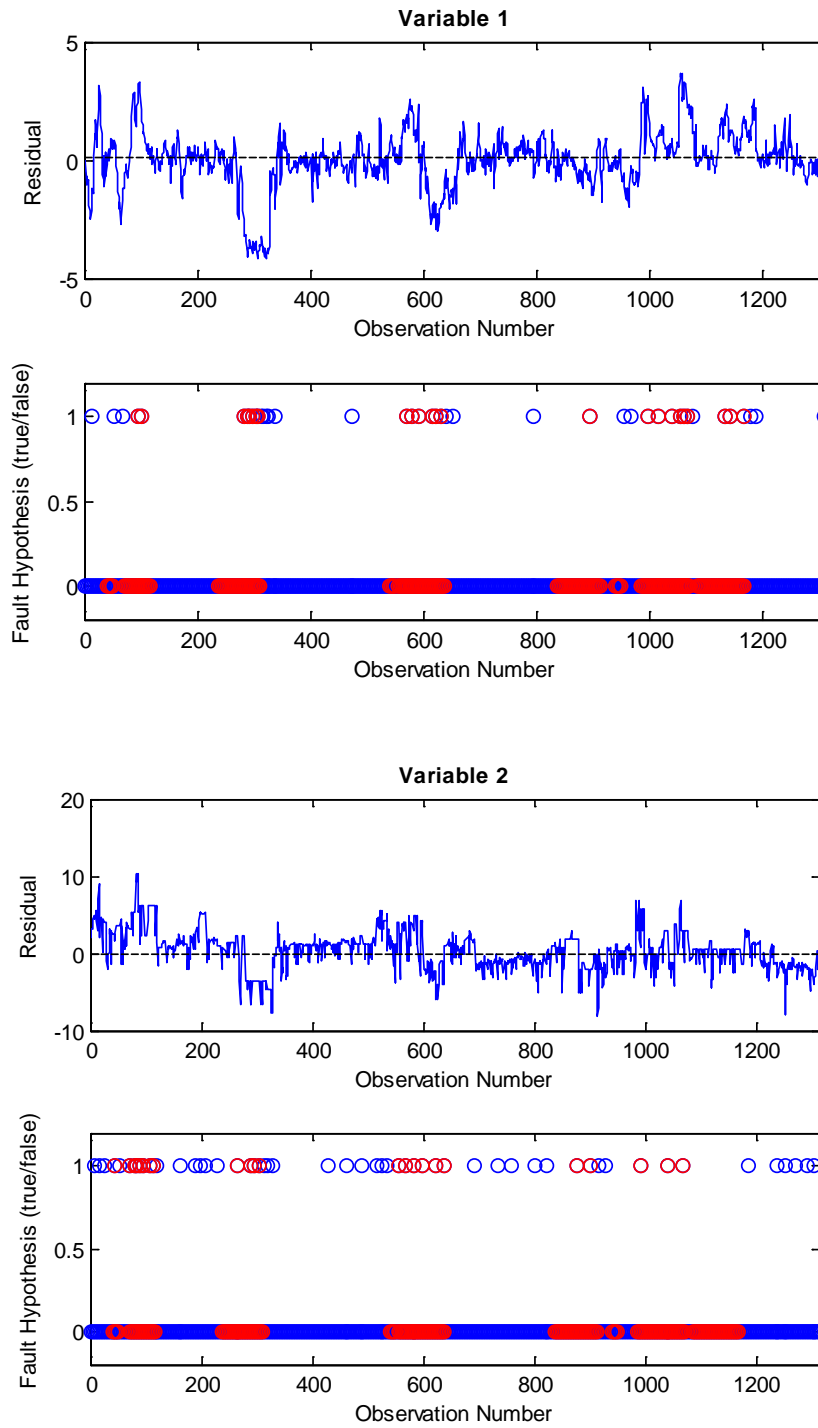 Variable 1
5
0
-5
Residual
0 200 400 600 800 1000 1200
Observation Number
1
0.5
0
Fault Hypothesis (true/false)
0 200 400 600 800 1000 1200
Observation Number
Variable 2
20
10
0
-10
Residual
0 200 400 600 800 1000 1200
Observation Number
1
0.5
0
Fault Hypothesis (true/false)
0 200 400 600 800 1000 1200
Observation Number